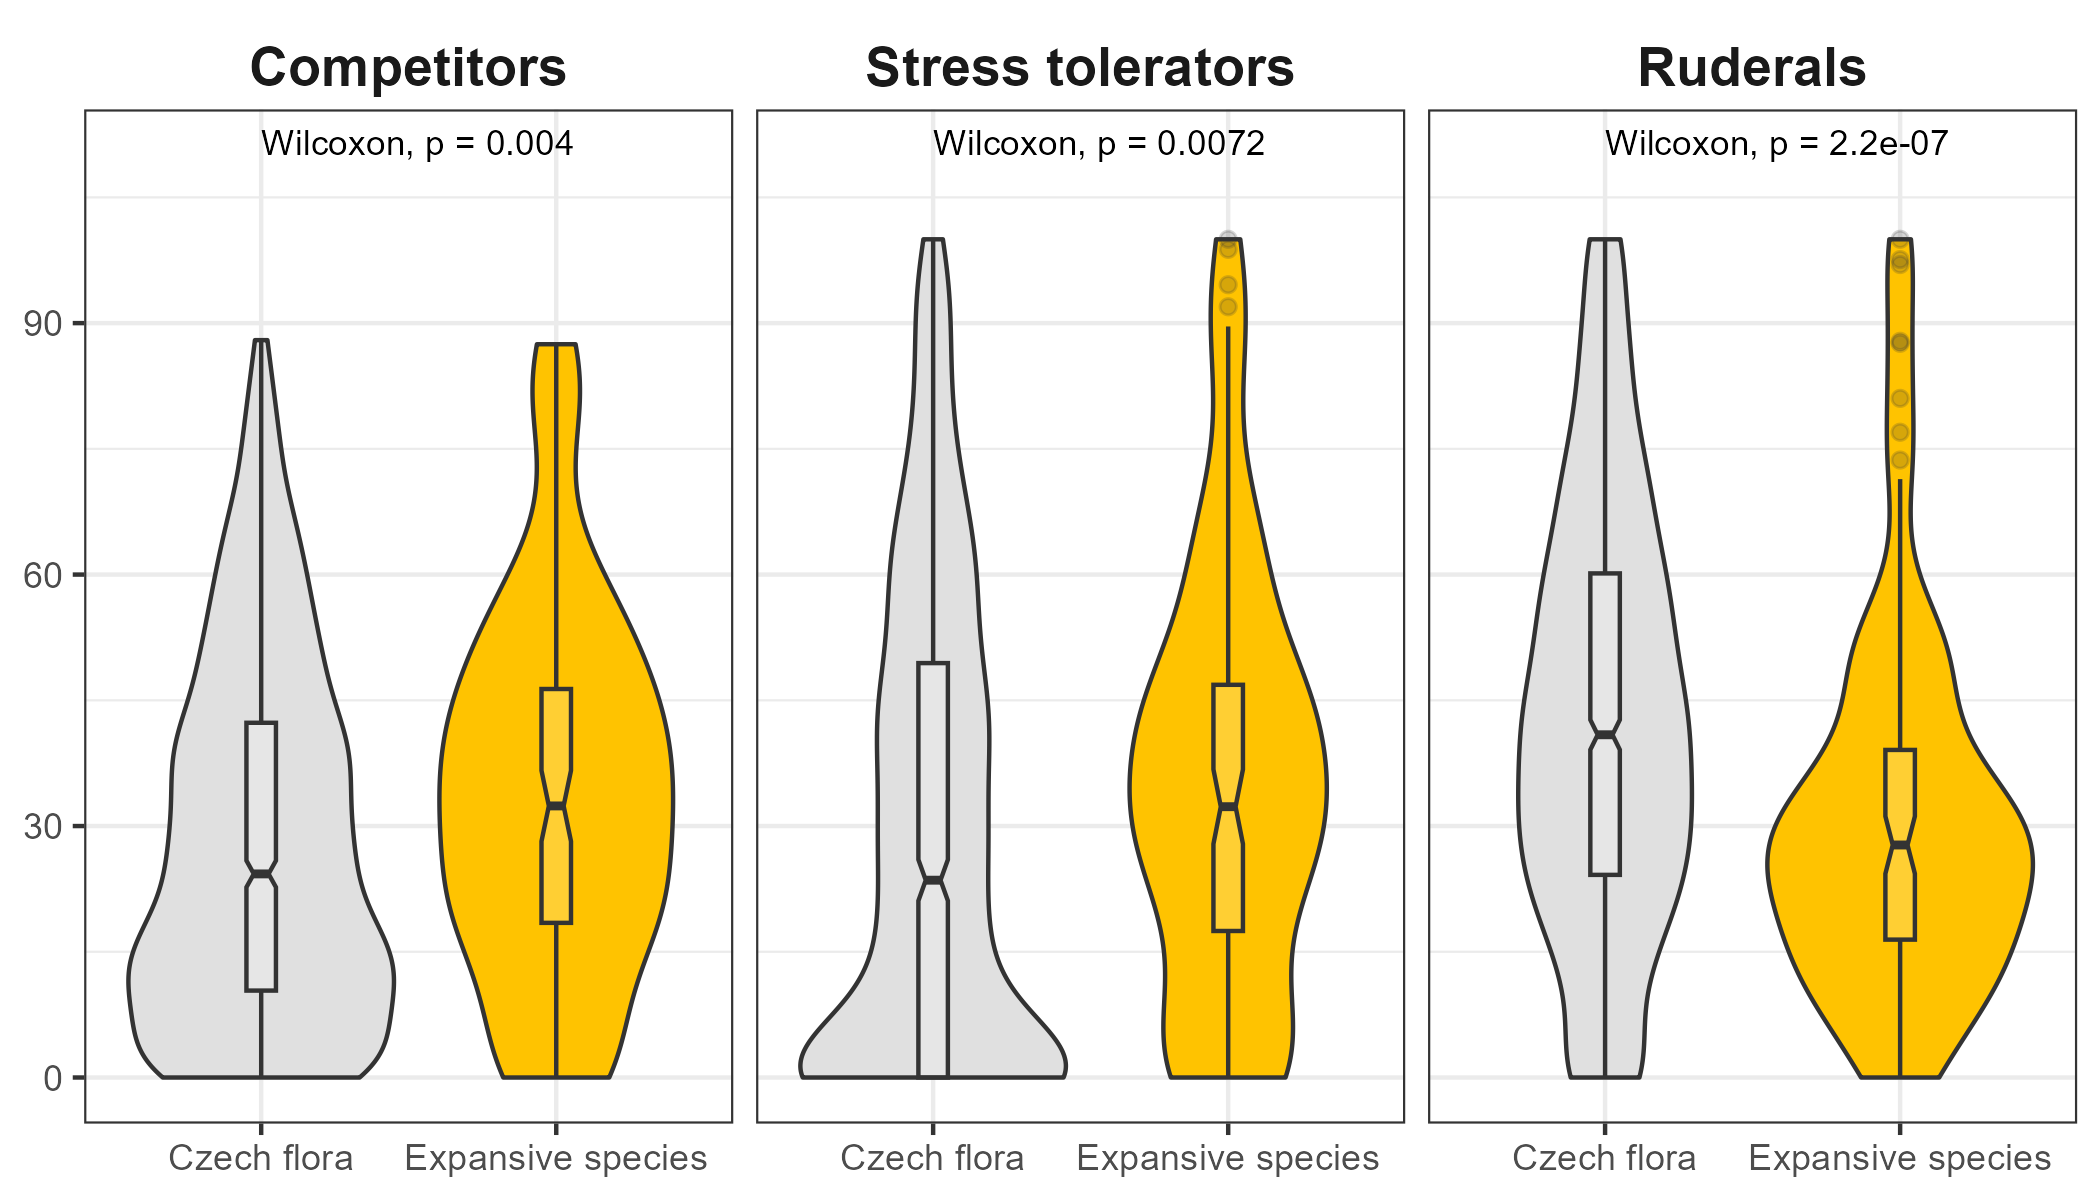 Competitors
Stress tolerators
Ruderals
Wilcoxon, p = 0.004
Wilcoxon, p = 0.0072
Wilcoxon, p = 2.2e-07
90
60
30
0
Czech flora
Expansive species
Czech flora
Expansive species
Czech flora
Expansive species